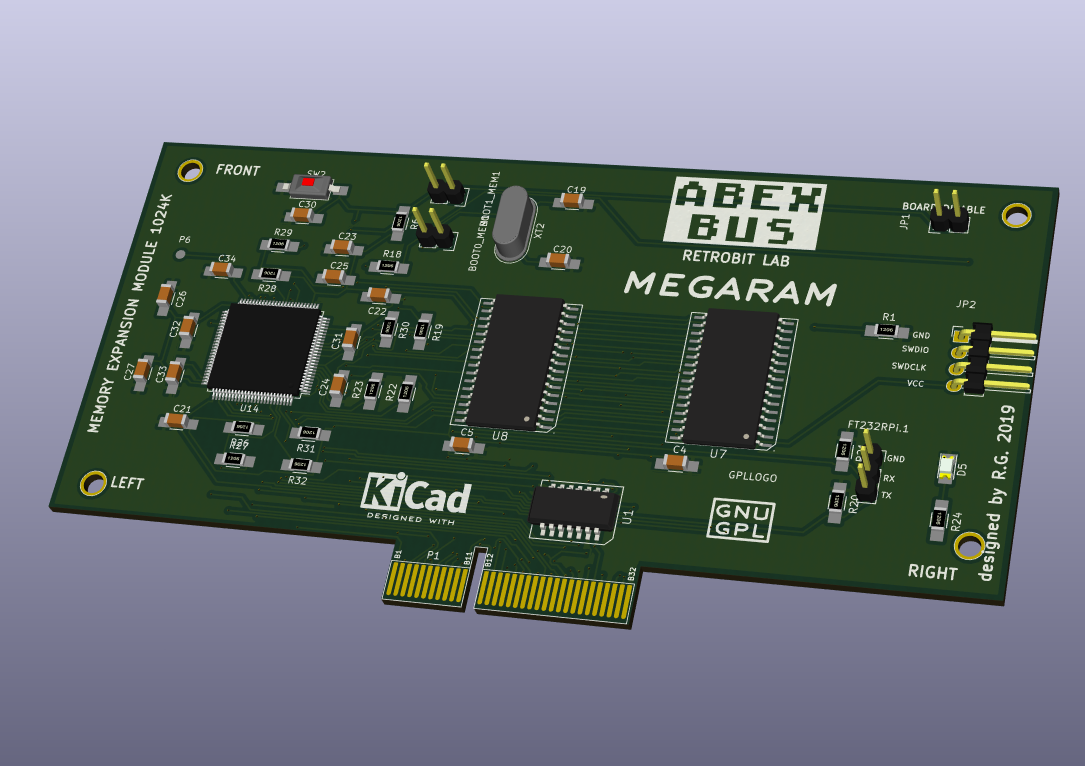 FRONT
SW2
C30
R29
C23
P6
C34
R28
C25
R18
C22
BOOT1_MEM1
XT2
C19
C20
ABEX
BUS
RETROBIT LAB
MEGARAM
JP1
JP2
R1
GND
SWDIO
SWDCLK
VCC
MEMORY EXPANSION MODULE 1024K
C26
C32
C27
C33
C31
R30
R19
C24
R23
R22
U14
C21
R26
R27
R31
R32
C5
U8
C4
U7
GPLLOGO
FT232RPi.1
GND
RX
TX
D5
R24
LEFT
KiCad
DESIGNED WITH
U1
GNU
GPL
RIGHT
designed by R.G. 2019
B1
P1
B11
B12
B32